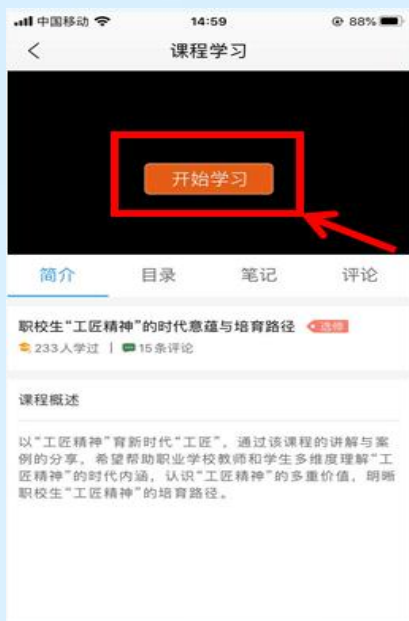 中国移动 14:59 88%
课程学习
开始学习
简介 目录 笔记 评论
职校生“工匠精神”的时代意蕴与培育路径 选修
233人学过 | 15条评论
课程概述
以“工匠精神”育新时代“工匠”，通过该课程的讲解与案
例的分享，希望帮助职业学校教师和学生多维度理解“工
匠精神”的时代内涵，认识“工匠精神”的多重价值，明晰
职校生“工匠精神”的培育路径。